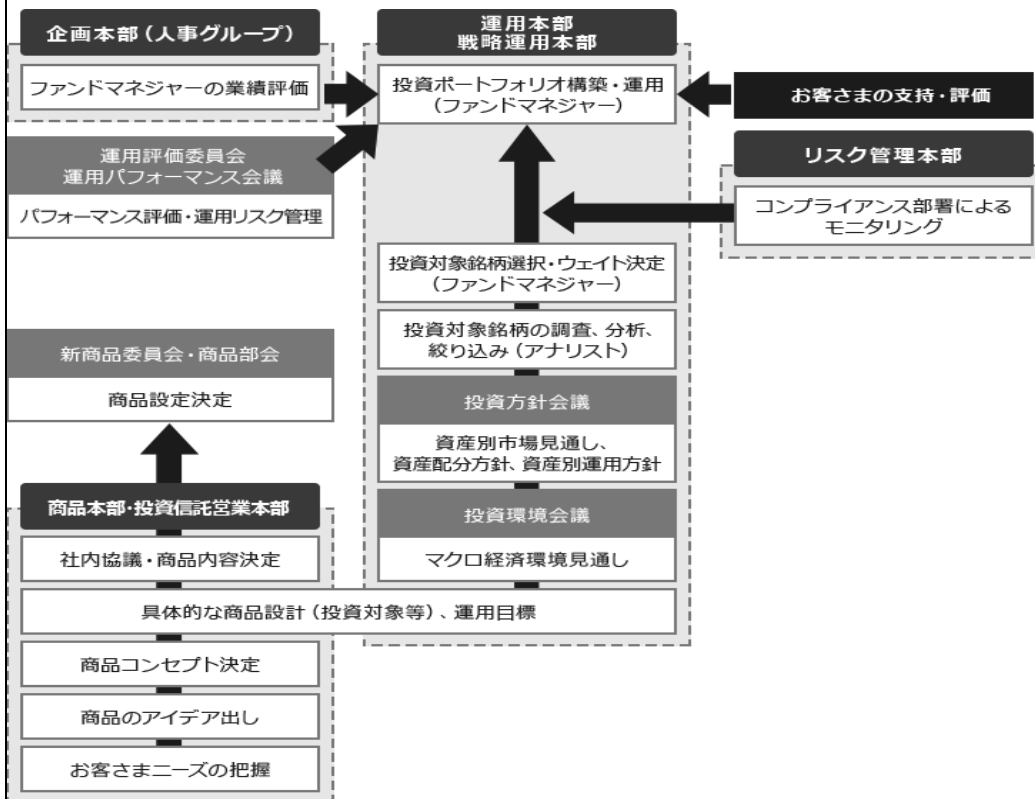 企画本部（人事グループ）
ファンドマネジャーの業績評価
運用評価委員会
運用パフォーマンス会議
パフォーマンス評価・運用リスク管理
新商品委員会・商品部会
商品設定決定
商品本部・投資信託営業本部
社内協議・商品内容決定
具体的な商品設計（投資対象等）、運用目標
商品コンセプト決定
商品のアイデア出し
お客さまニーズの把握
運用本部
戦略運用本部
投資ポートフォリオ構築・運用
（ファンドマネジャー）
投資対象銘柄選択・ウェイト決定
（ファンドマネジャー）
投資対象銘柄の調査、分析、
絞り込み（アナリスト）
投資方針会議
資産別市場見通し、
資産配分方針、資産別運用方針
投資環境会議
マクロ経済環境見通し
お客さまの支持・評価
リスク管理本部
コンプライアンス部署による
モニタリング